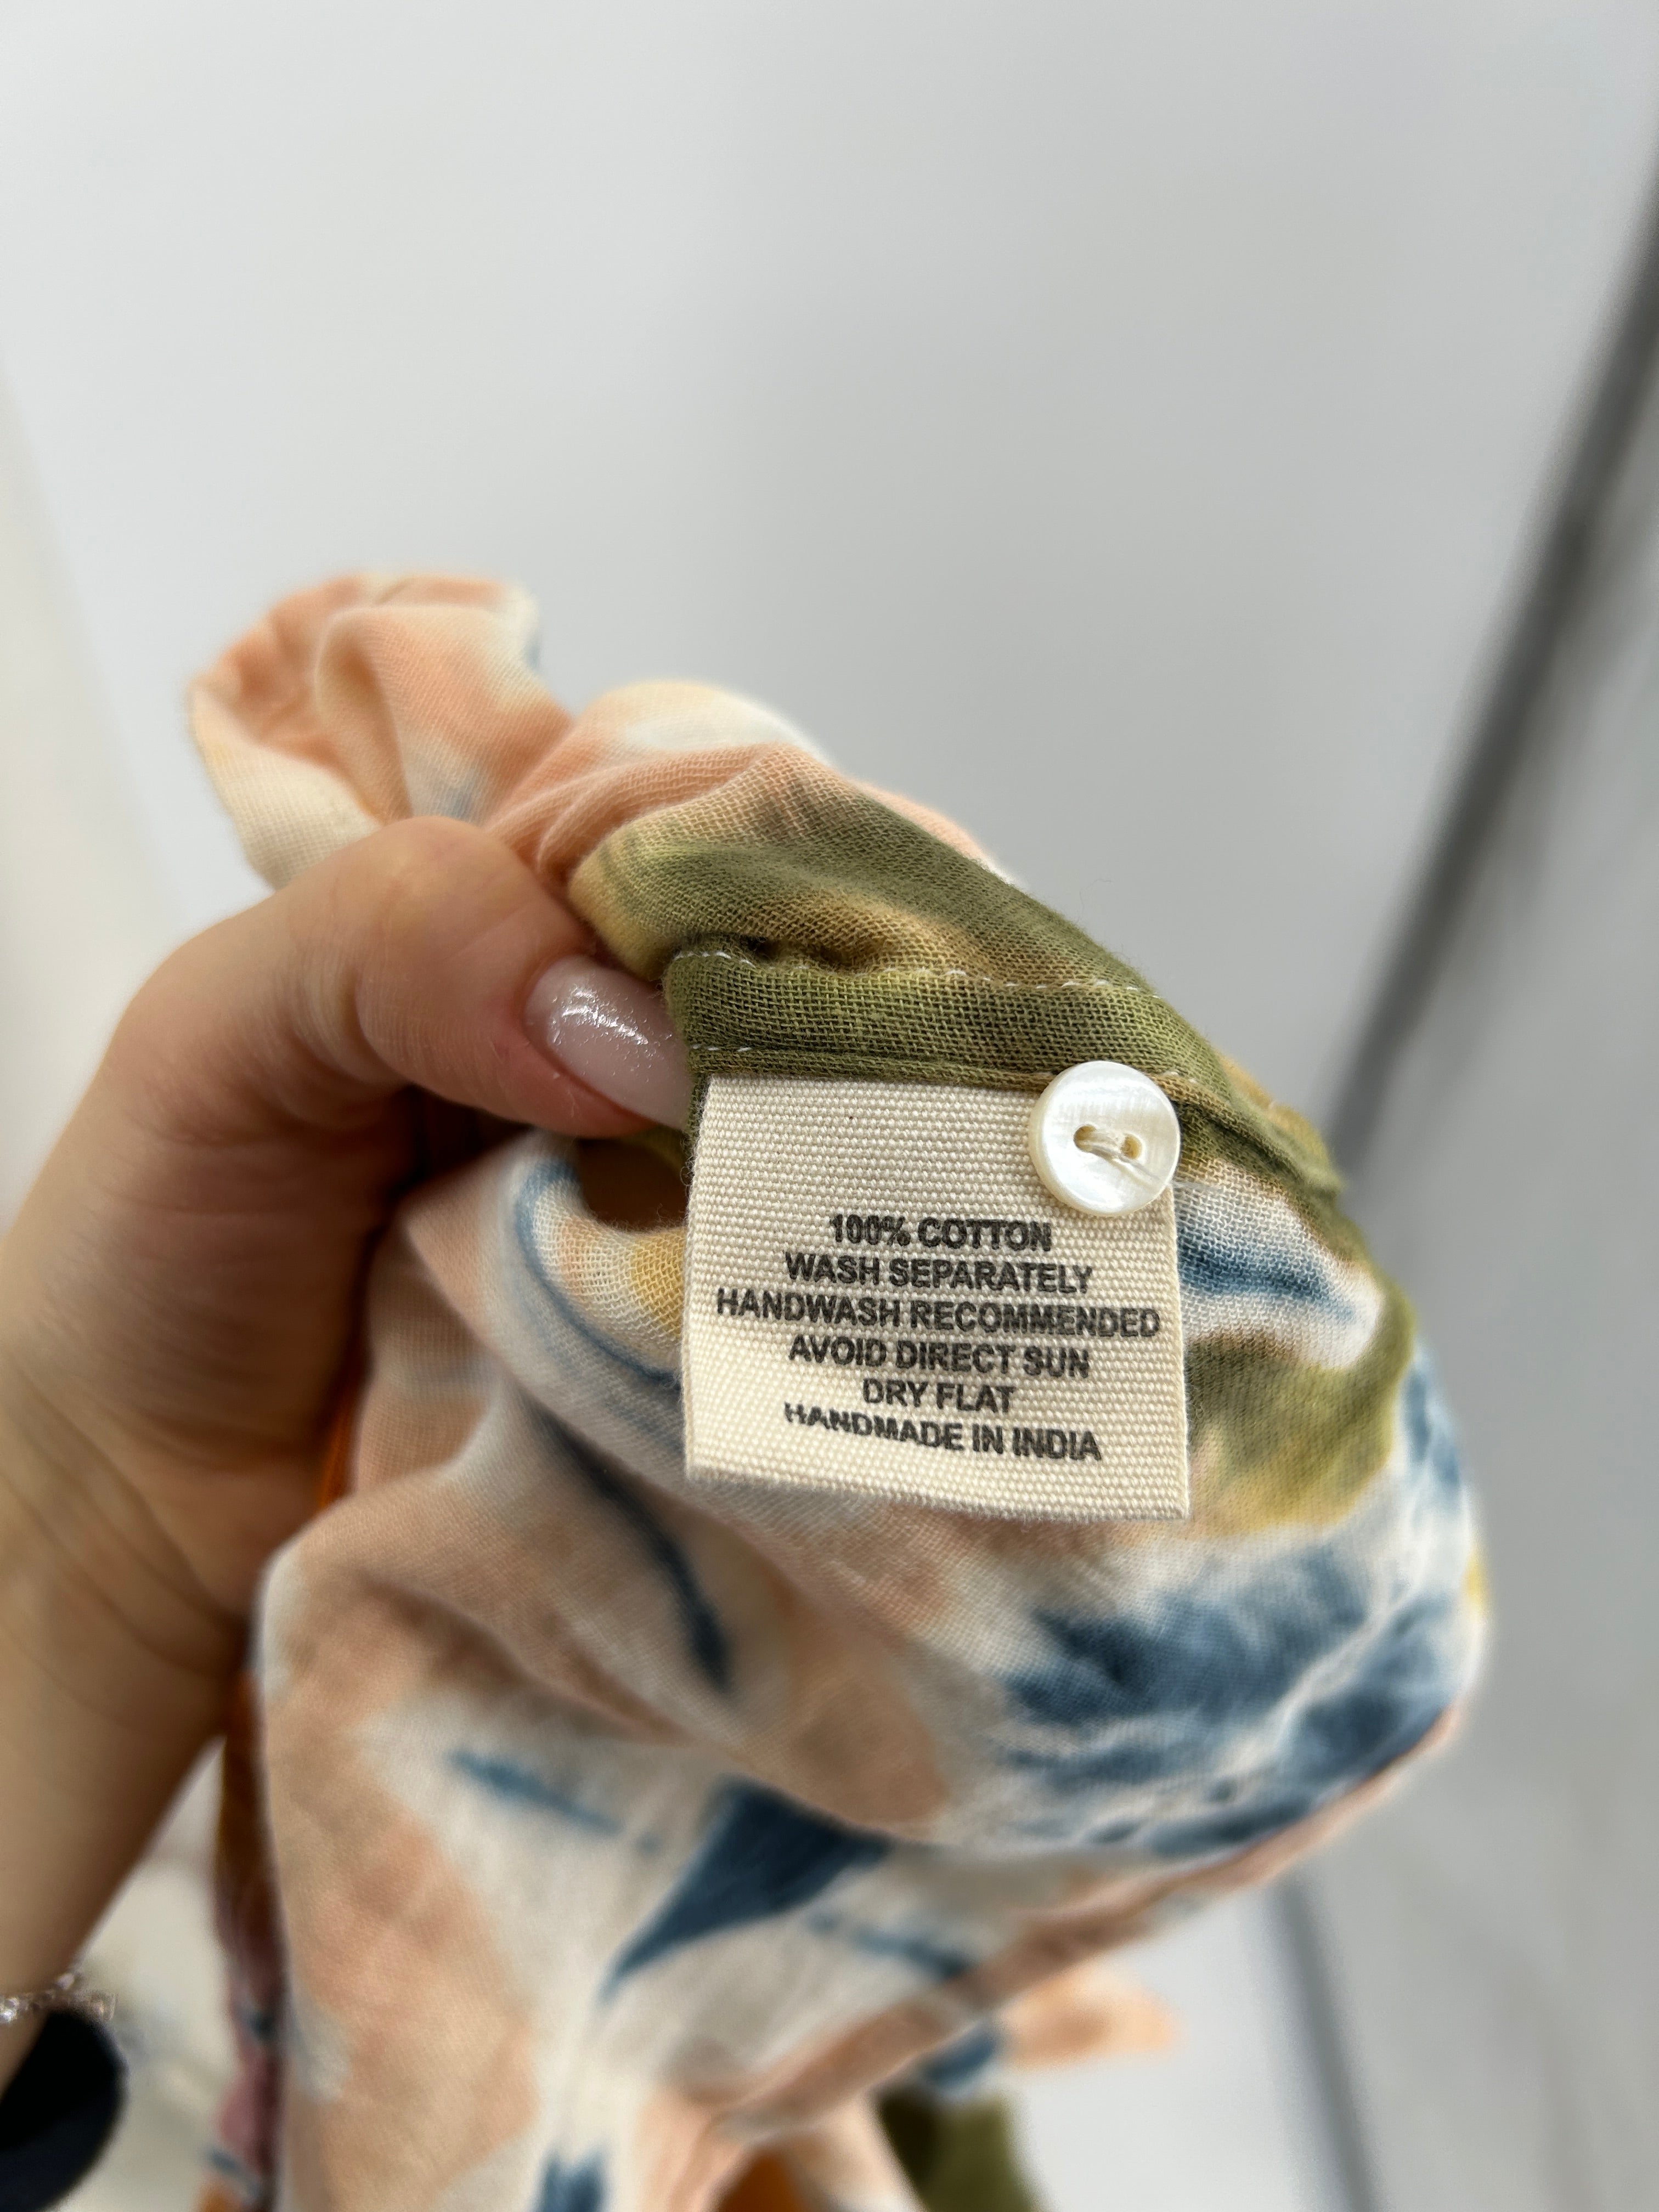 100% COTTON
WASH SEPARATELY
HANDWASH RECOMMENDED
AVOID DIRECT SUN
DRY FLAT
HANDMADE IN INDIA